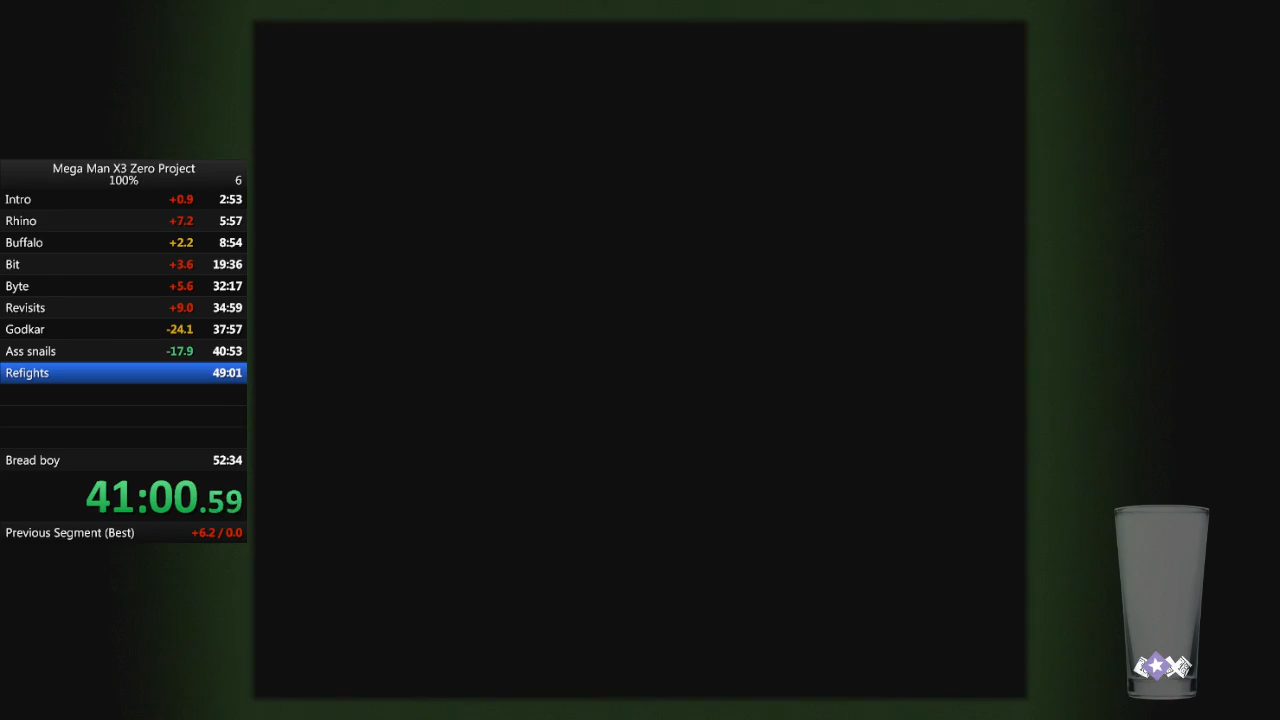 Mega Man X3 Zero Project
100% 6
Intro +0.9 2:53
Rhino +7.2 5:57
Buffalo +2.2 8:54
Bit +3.6 19:36
Byte +5.6 32:17
Revisits +9.0 34:59
Godkar -24.1 37:57
Ass snails -17.9 40:53
Refights 49:01
Bread boy 52:34
41:00.59
Previous Segment (Best) +6.2 / 0.0